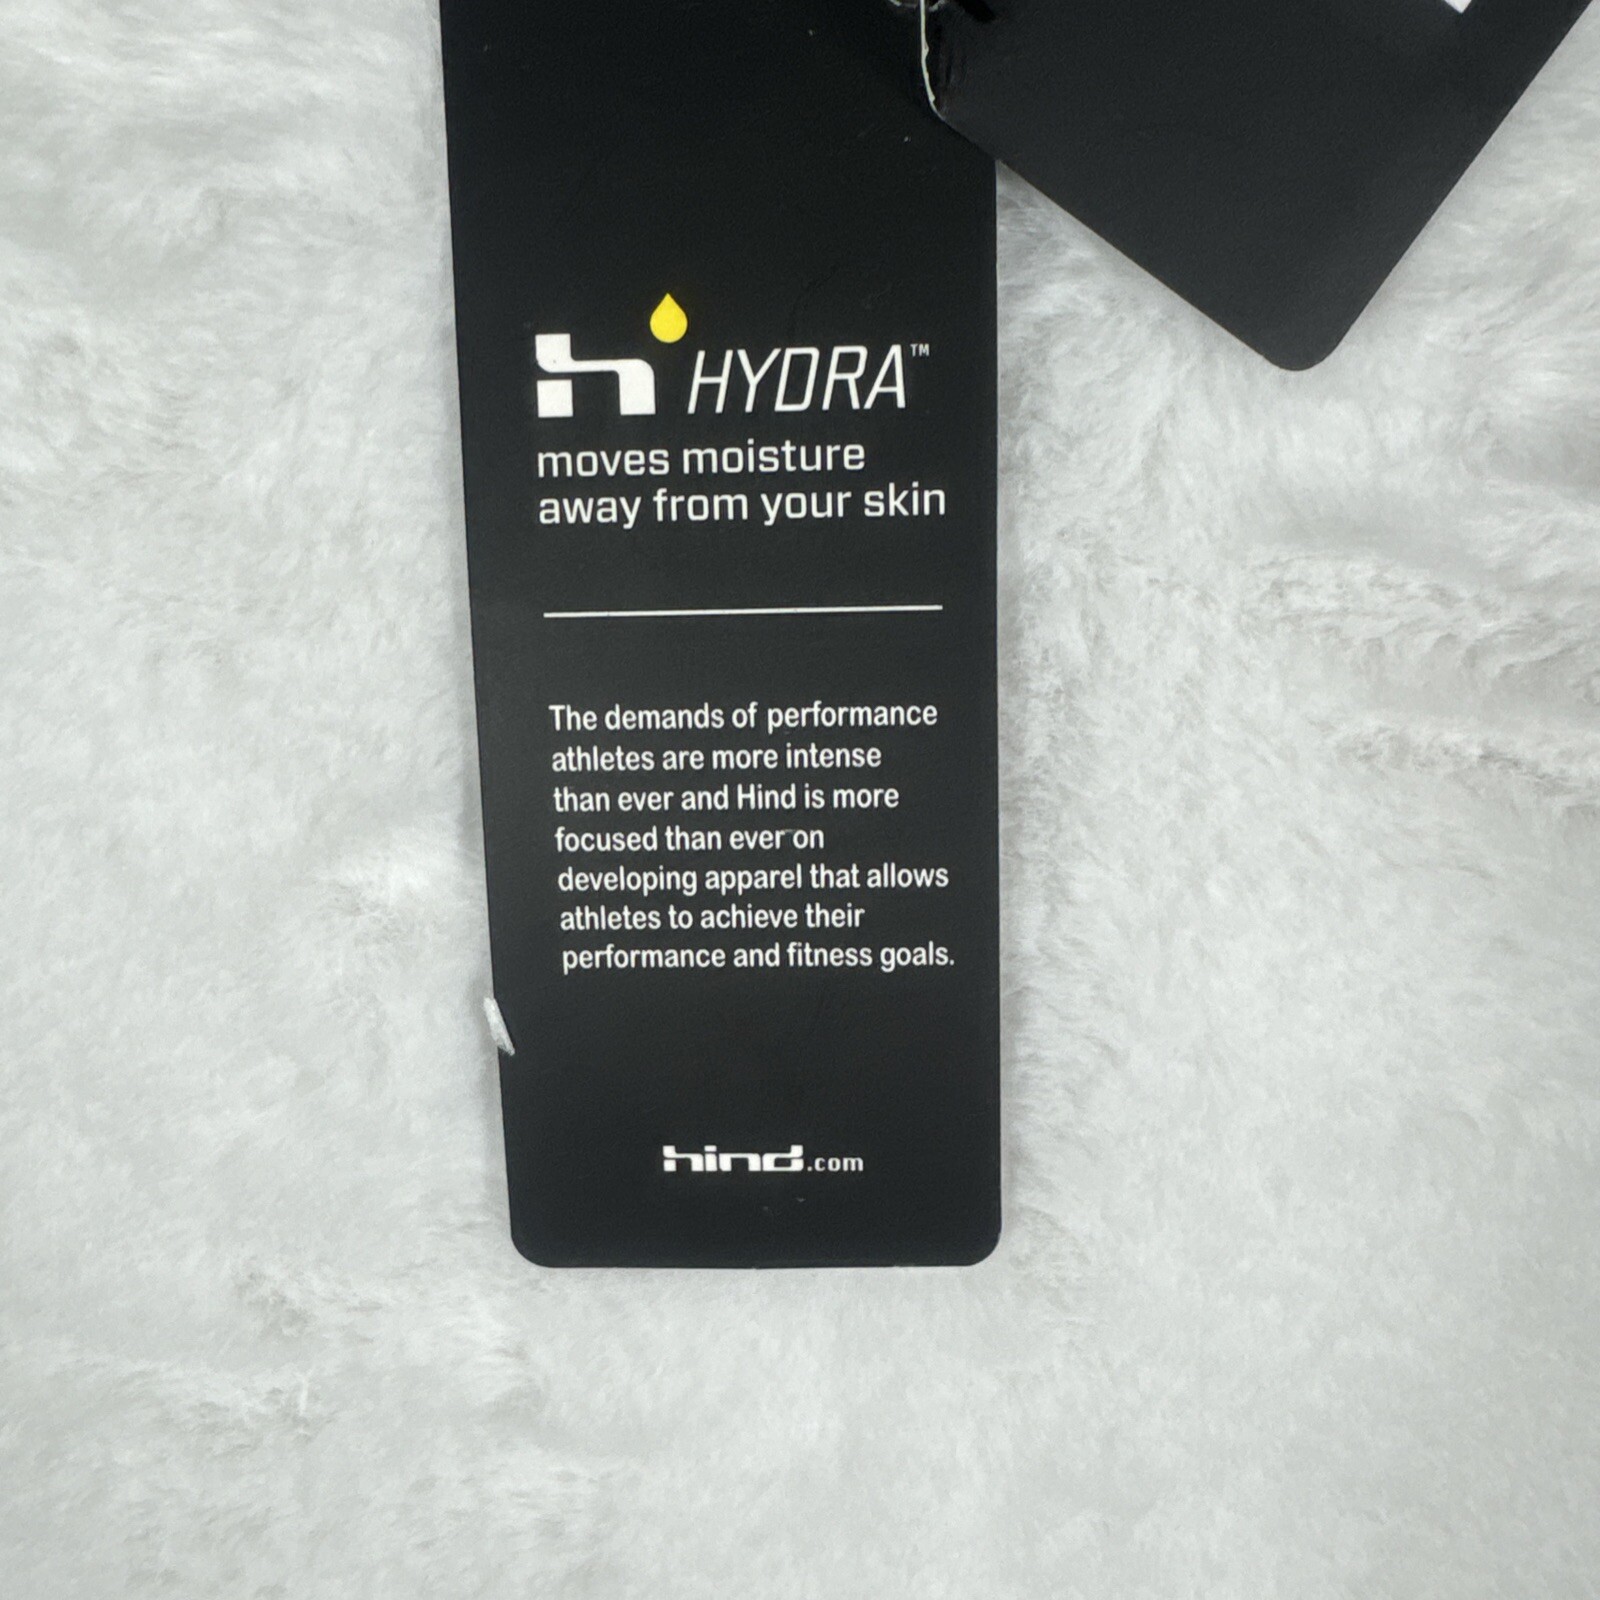 h HYDRA™
moves moisture
away from your skin
The demands of performance
athletes are more intense
than ever and Hind is more
focused than ever on
developing apparel that allows
athletes to achieve their
performance and fitness goals.
hind.com